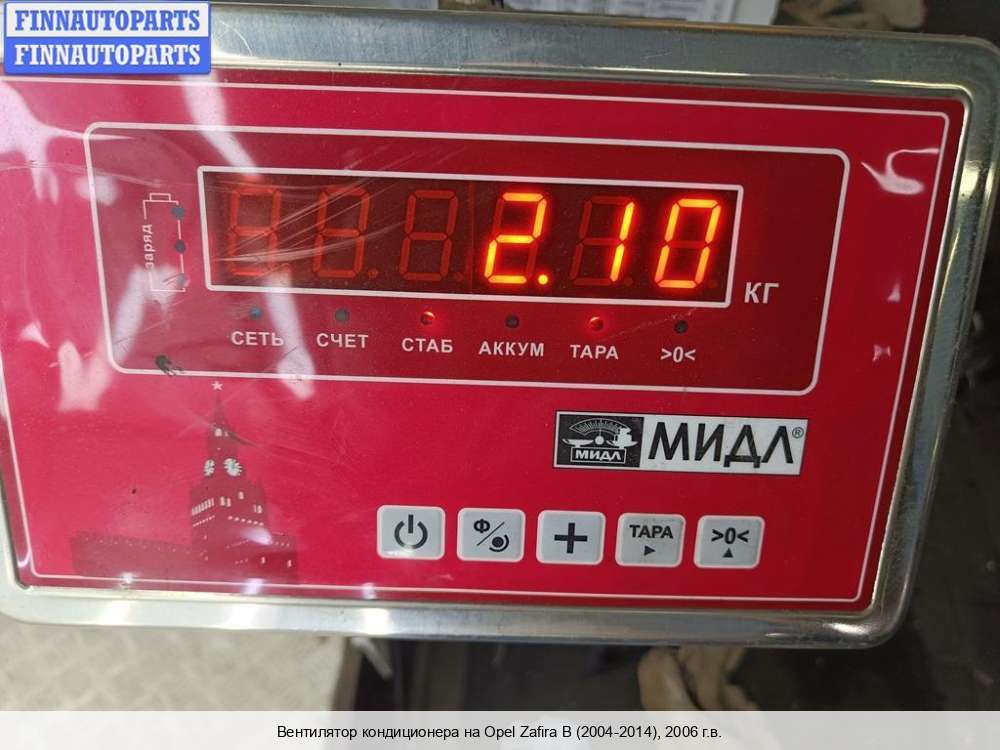 FINNAUTOPARTS
FINNAUTOPARTS
заряд
2.10
КГ
СЕТЬ СЧЕТ СТАБ АККУМ ТАРА >0<
МИДЛ МИДЛ®
Ф ТАРА >0<
Вентилятор кондиционера на Opel Zafira B (2004-2014), 2006 г.в.